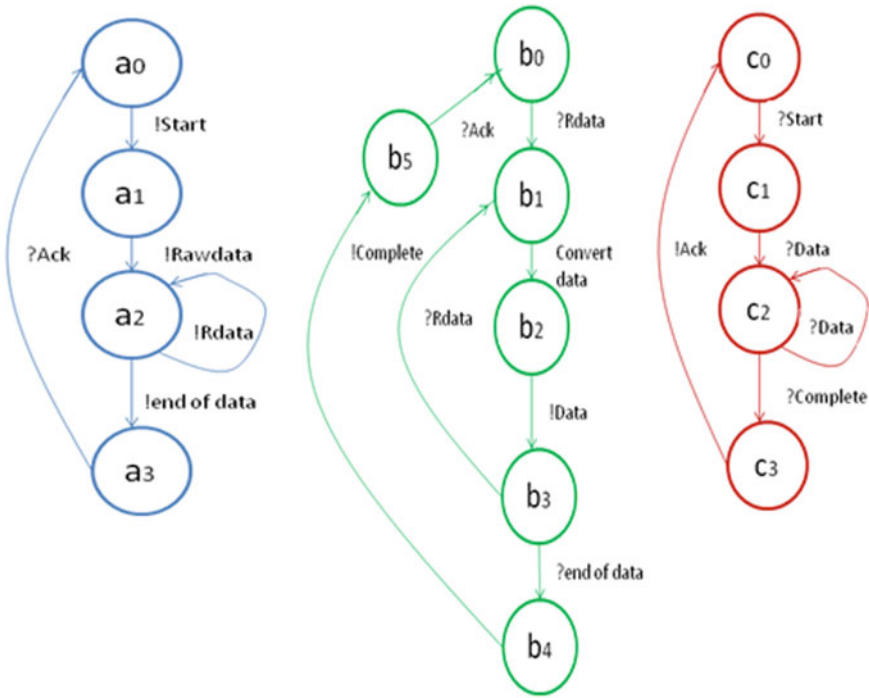 a0
!Start
a1
!Rawdata
?Ack
a2
!Rdata
!end of data
a3
b0
?Ack
?Rdata
b5
b1
!Complete
Convert
data
?Rdata
b2
!Data
b3
?end of data
b4
c0
?Start
c1
!Ack
?Data
c2
?Data
?Complete
c3